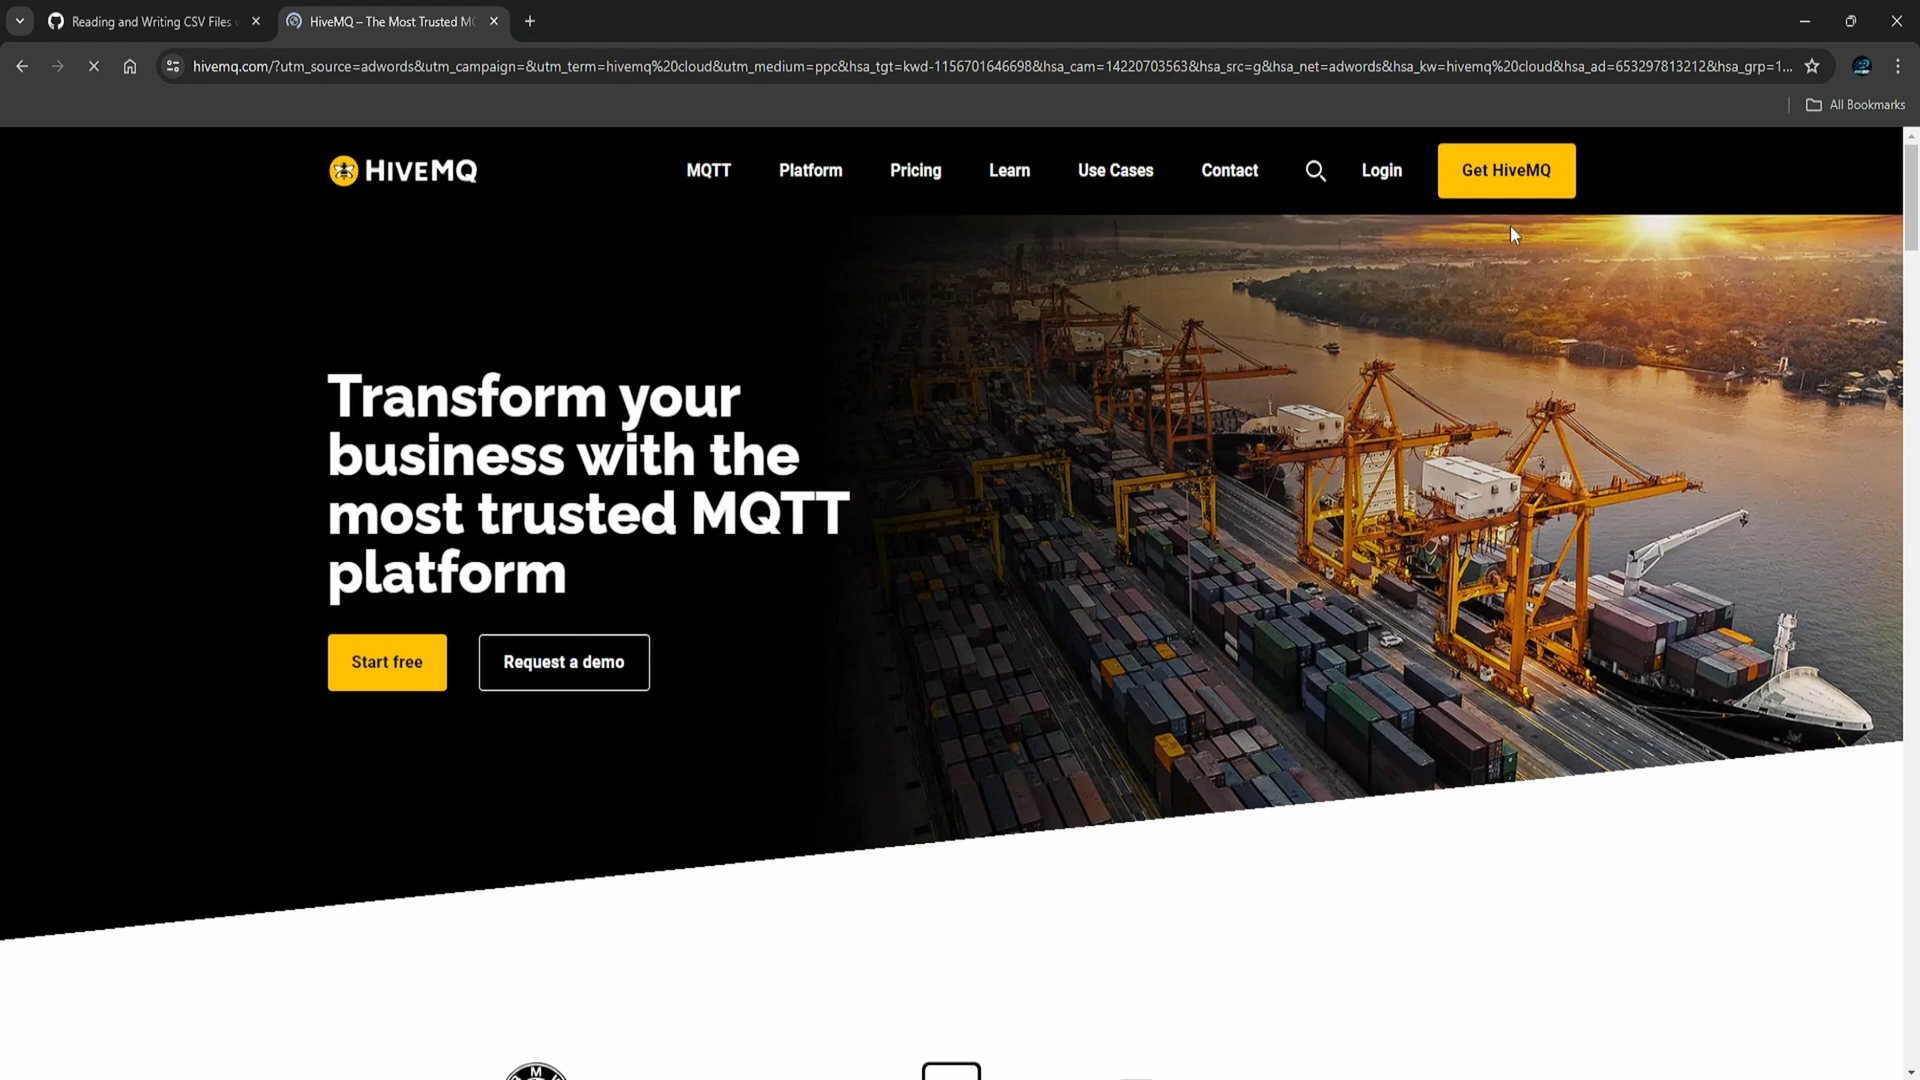 Reading and Writing CSV Files
HiveMQ – The Most Trusted M
hivemq.com/?utm_source=adwords&utm_campaign=&utm_term=hivemq%20cloud&utm_medium=ppc&hsa_tgt=kwd-1156701646698&hsa_cam=14220703563&hsa_src=g&hsa_net=adwords&hsa_kw=hivemq%20cloud&hsa_ad=653297813212&hsa_grp=1...
All Bookmarks
HIVEMQ
MQTT
Platform
Pricing
Learn
Use Cases
Contact
Login
Get HiveMQ
Transform your
business with the
most trusted MQTT
platform
Start free
Request a demo